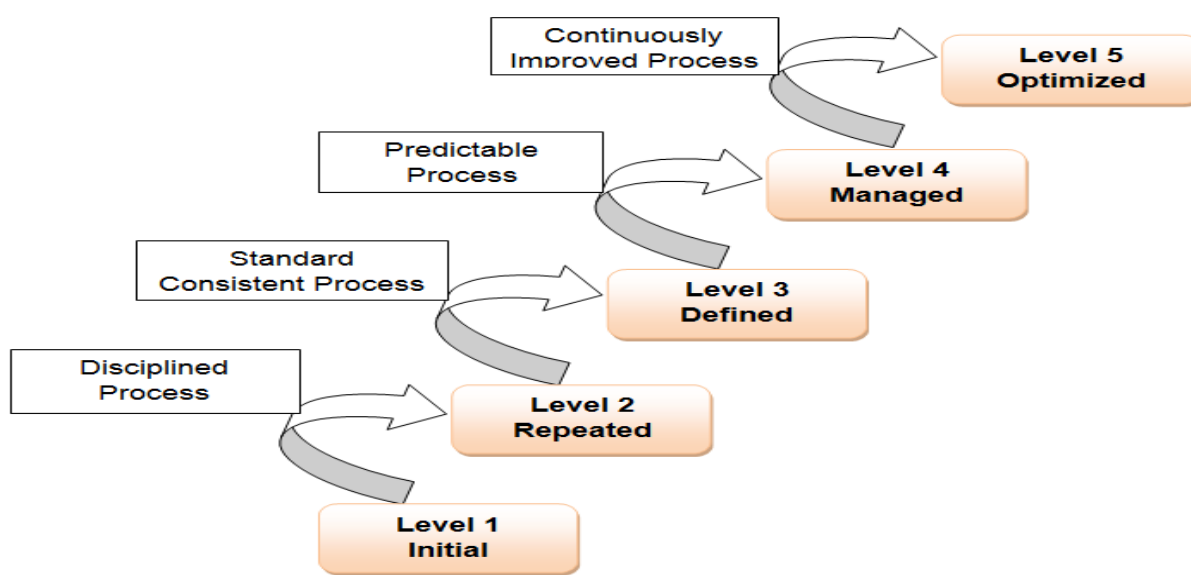 Continuously
Improved Process
Level 5
Optimized
Predictable
Process
Level 4
Managed
Standard
Consistent Process
Level 3
Defined
Disciplined
Process
Level 2
Repeated
Level 1
Initial